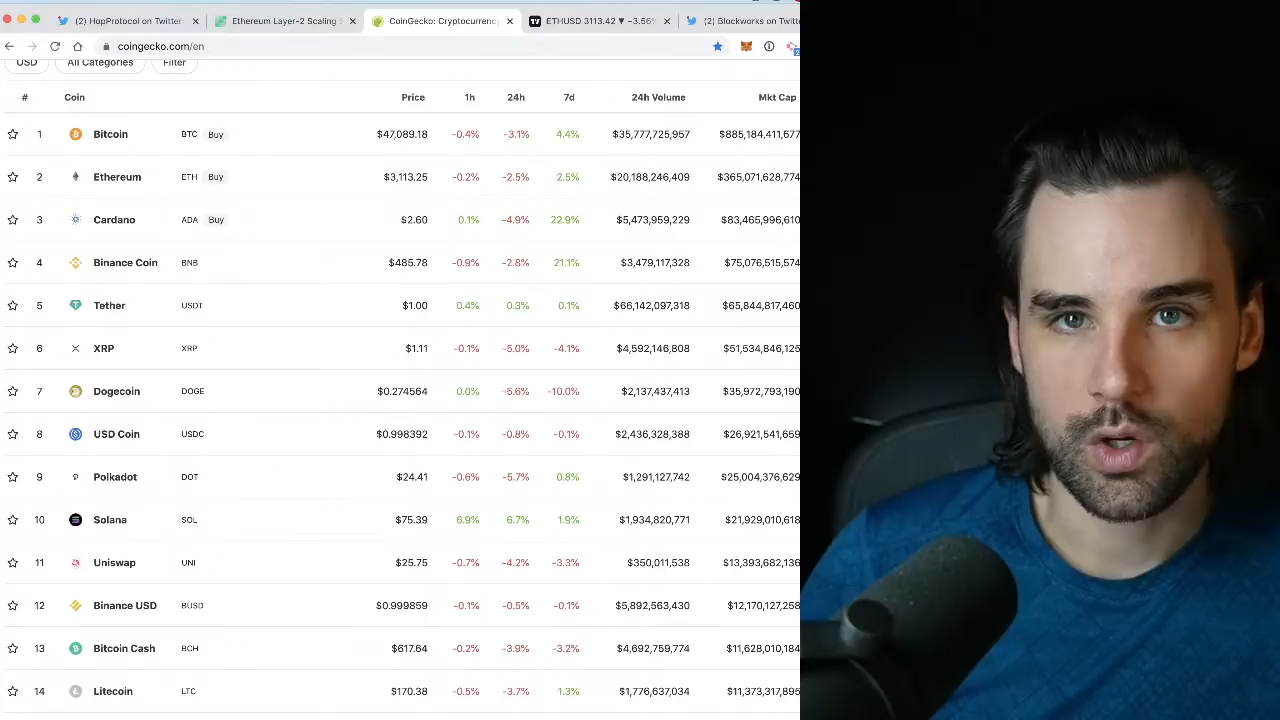 (2) HopProtocol on Twitter:
Ethereum Layer-2 Scaling
CoinGecko: Cryptocurrency
ETHUSD 3113.42 ▼ −3.66%
(2) Blockworks on Twitte
coingecko.com/en
USD All Categories Filter
# Coin Price 1h 24h 7d 24h Volume Mkt Cap
1 Bitcoin BTC Buy $47,089.18 -0.4% -3.1% 4.4% $35,777,725,957 $885,184,411,677
2 Ethereum ETH Buy $3,113.25 -0.2% -2.5% 2.5% $20,188,246,409 $365,071,628,774
3 Cardano ADA Buy $2.60 0.1% -4.9% 22.9% $5,473,959,229 $83,465,996,610
4 Binance Coin BNB $485.78 -0.9% -2.8% 21.1% $3,479,117,328 $75,076,515,574
5 Tether USDT $1.00 0.4% 0.3% 0.1% $66,142,097,318 $65,844,817,460
6 XRP XRP $1.11 -0.1% -5.0% -4.1% $4,592,146,808 $51,534,846,125
7 Dogecoin DOGE $0.274564 0.0% -5.6% -10.0% $2,137,437,413 $35,972,793,190
8 USD Coin USDC $0.998392 -0.1% -0.8% -0.1% $2,436,328,388 $26,921,541,659
9 Polkadot DOT $24.41 -0.6% -5.7% 0.8% $1,291,127,742 $25,004,376,629
10 Solana SOL $75.39 6.9% 6.7% 1.9% $1,934,820,771 $21,929,010,618
11 Uniswap UNI $25.75 -0.7% -4.2% -3.3% $350,011,538 $13,393,682,136
12 Binance USD BUSD $0.999859 -0.1% -0.5% -0.1% $5,892,563,430 $12,170,127,258
13 Bitcoin Cash BCH $617.64 -0.2% -3.9% -3.2% $4,692,759,774 $11,628,010,184
14 Litecoin LTC $170.38 -0.5% -3.7% 1.3% $1,776,637,034 $11,373,317,895